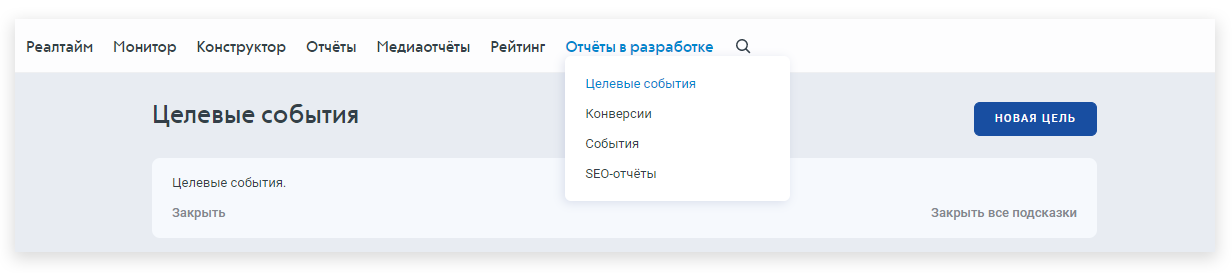 Реалтайм Монитор Конструктор Отчёты Медиаотчёты Рейтинг Отчёты в разработке
Целевые события
Конверсии
События
SEO-отчёты
Целевые события
НОВАЯ ЦЕЛЬ
Целевые события.
Закрыть
Закрыть все подсказки